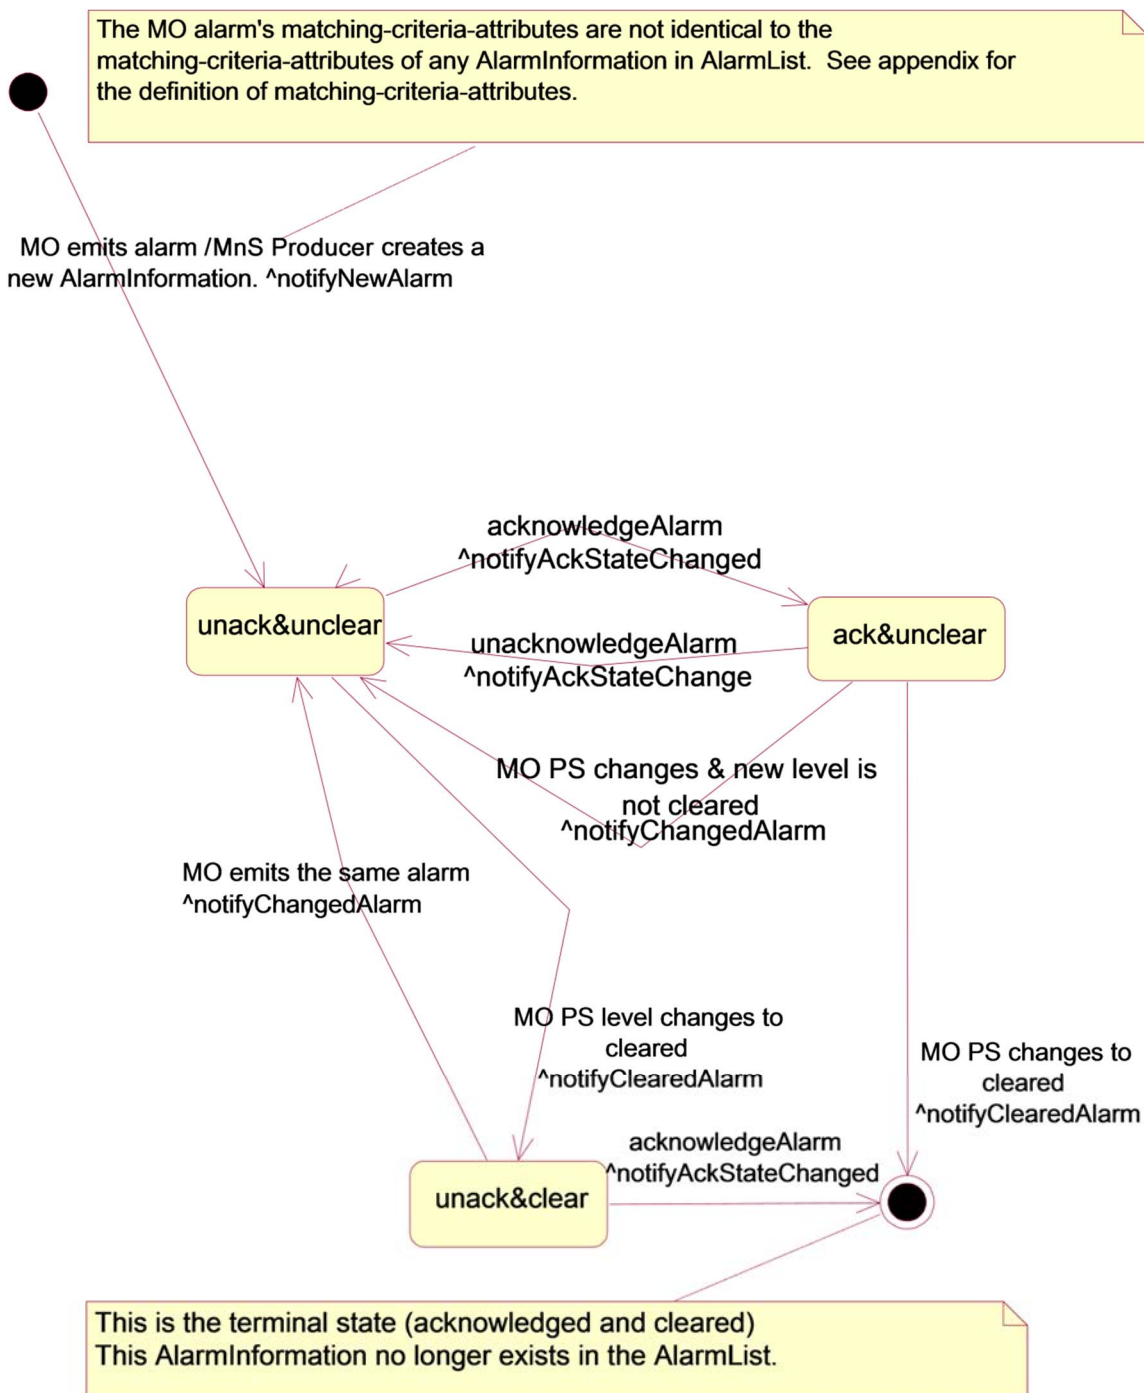 The MO alarm's matching-criteria-attributes are not identical to the
matching-criteria-attributes of any AlarmInformation in AlarmList.  See appendix for
the definition of matching-criteria-attributes.
MO emits alarm /MnS Producer creates a
new AlarmInformation. ^notifyNewAlarm
acknowledgeAlarm
^notifyAckStateChanged
unack&unclear
ack&unclear
unacknowledgeAlarm
^notifyAckStateChange
MO PS changes & new level is
not cleared
^notifyChangedAlarm
MO emits the same alarm
^notifyChangedAlarm
MO PS level changes to
cleared
^notifyClearedAlarm
MO PS changes to
cleared
^notifyClearedAlarm
acknowledgeAlarm
^notifyAckStateChanged
unack&clear
This is the terminal state (acknowledged and cleared)
This AlarmInformation no longer exists in the AlarmList.